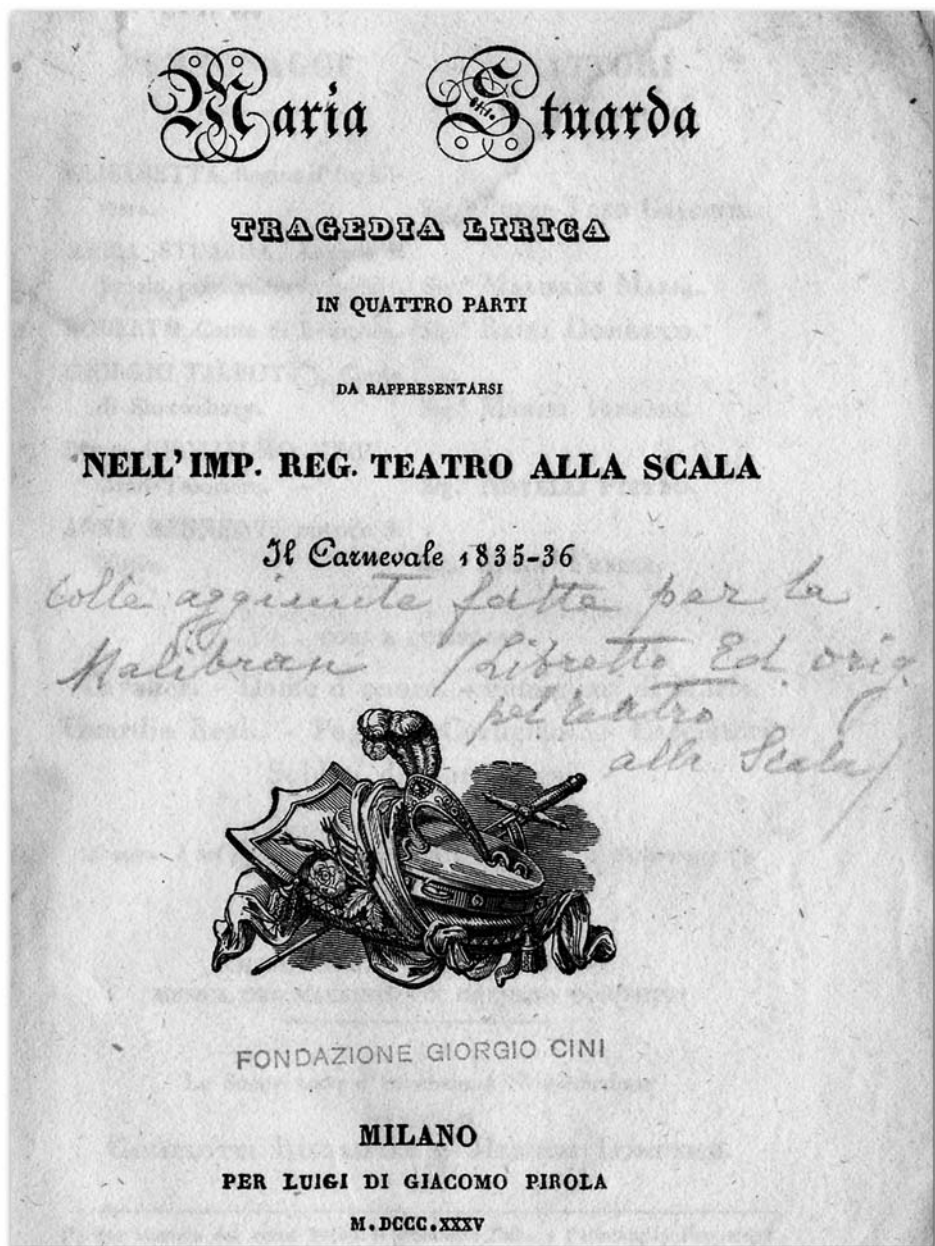 Maria Stuarda
TRAGEDIA LIRICA
IN QUATTRO PARTI
DA RAPPRESENTARSI
NELL'IMP. REG. TEATRO ALLA SCALA
Il Carnevale 1835-36
colle aggiunte fatte per la
Malibran (Libretto Ed orig
pel teatro
alla Scala)
FONDAZIONE GIORGIO CINI
MILANO
PER LUIGI DI GIACOMO PIROLA
M.DCCC.XXXV